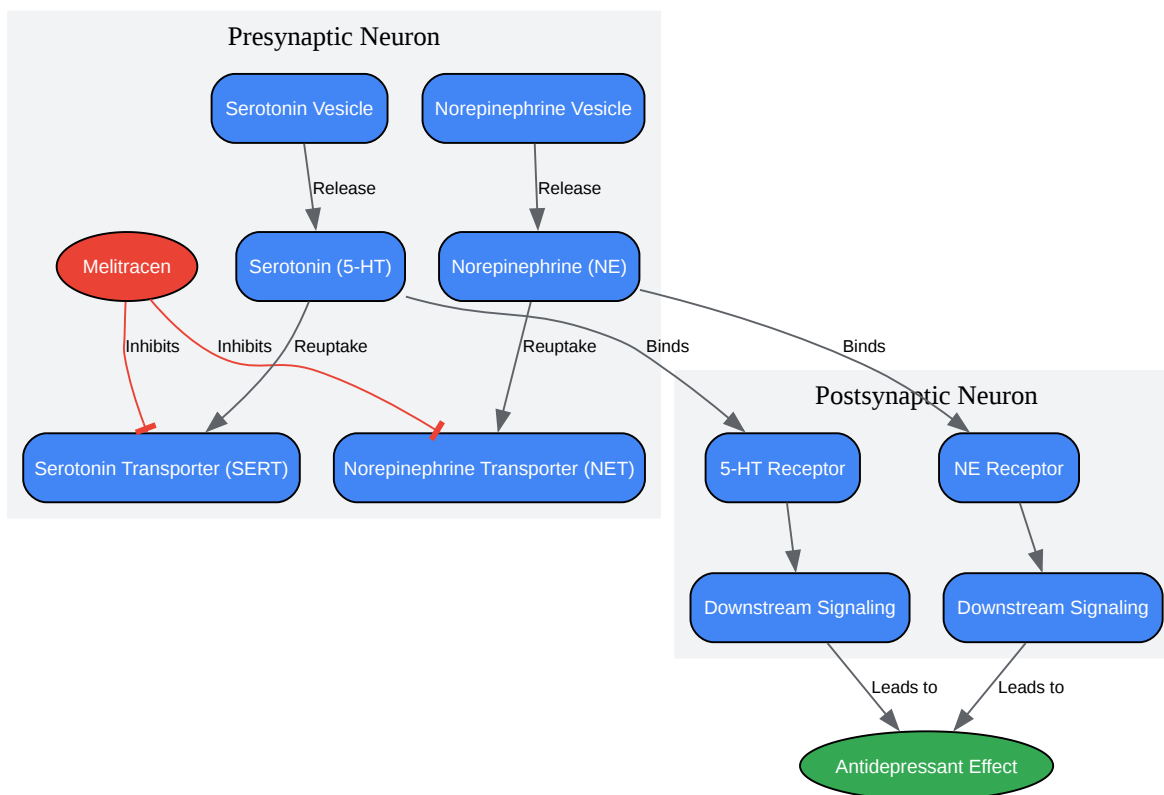 Presynaptic Neuron
Serotonin Vesicle
Norepinephrine Vesicle
Release
Release
Melitracen
Serotonin (5-HT)
Norepinephrine (NE)
Inhibits
Inhibits
Reuptake
Reuptake
Binds
Binds
Postsynaptic Neuron
Serotonin Transporter (SERT)
Norepinephrine Transporter (NET)
5-HT Receptor
NE Receptor
Downstream Signaling
Downstream Signaling
Leads to
Leads to
Antidepressant Effect